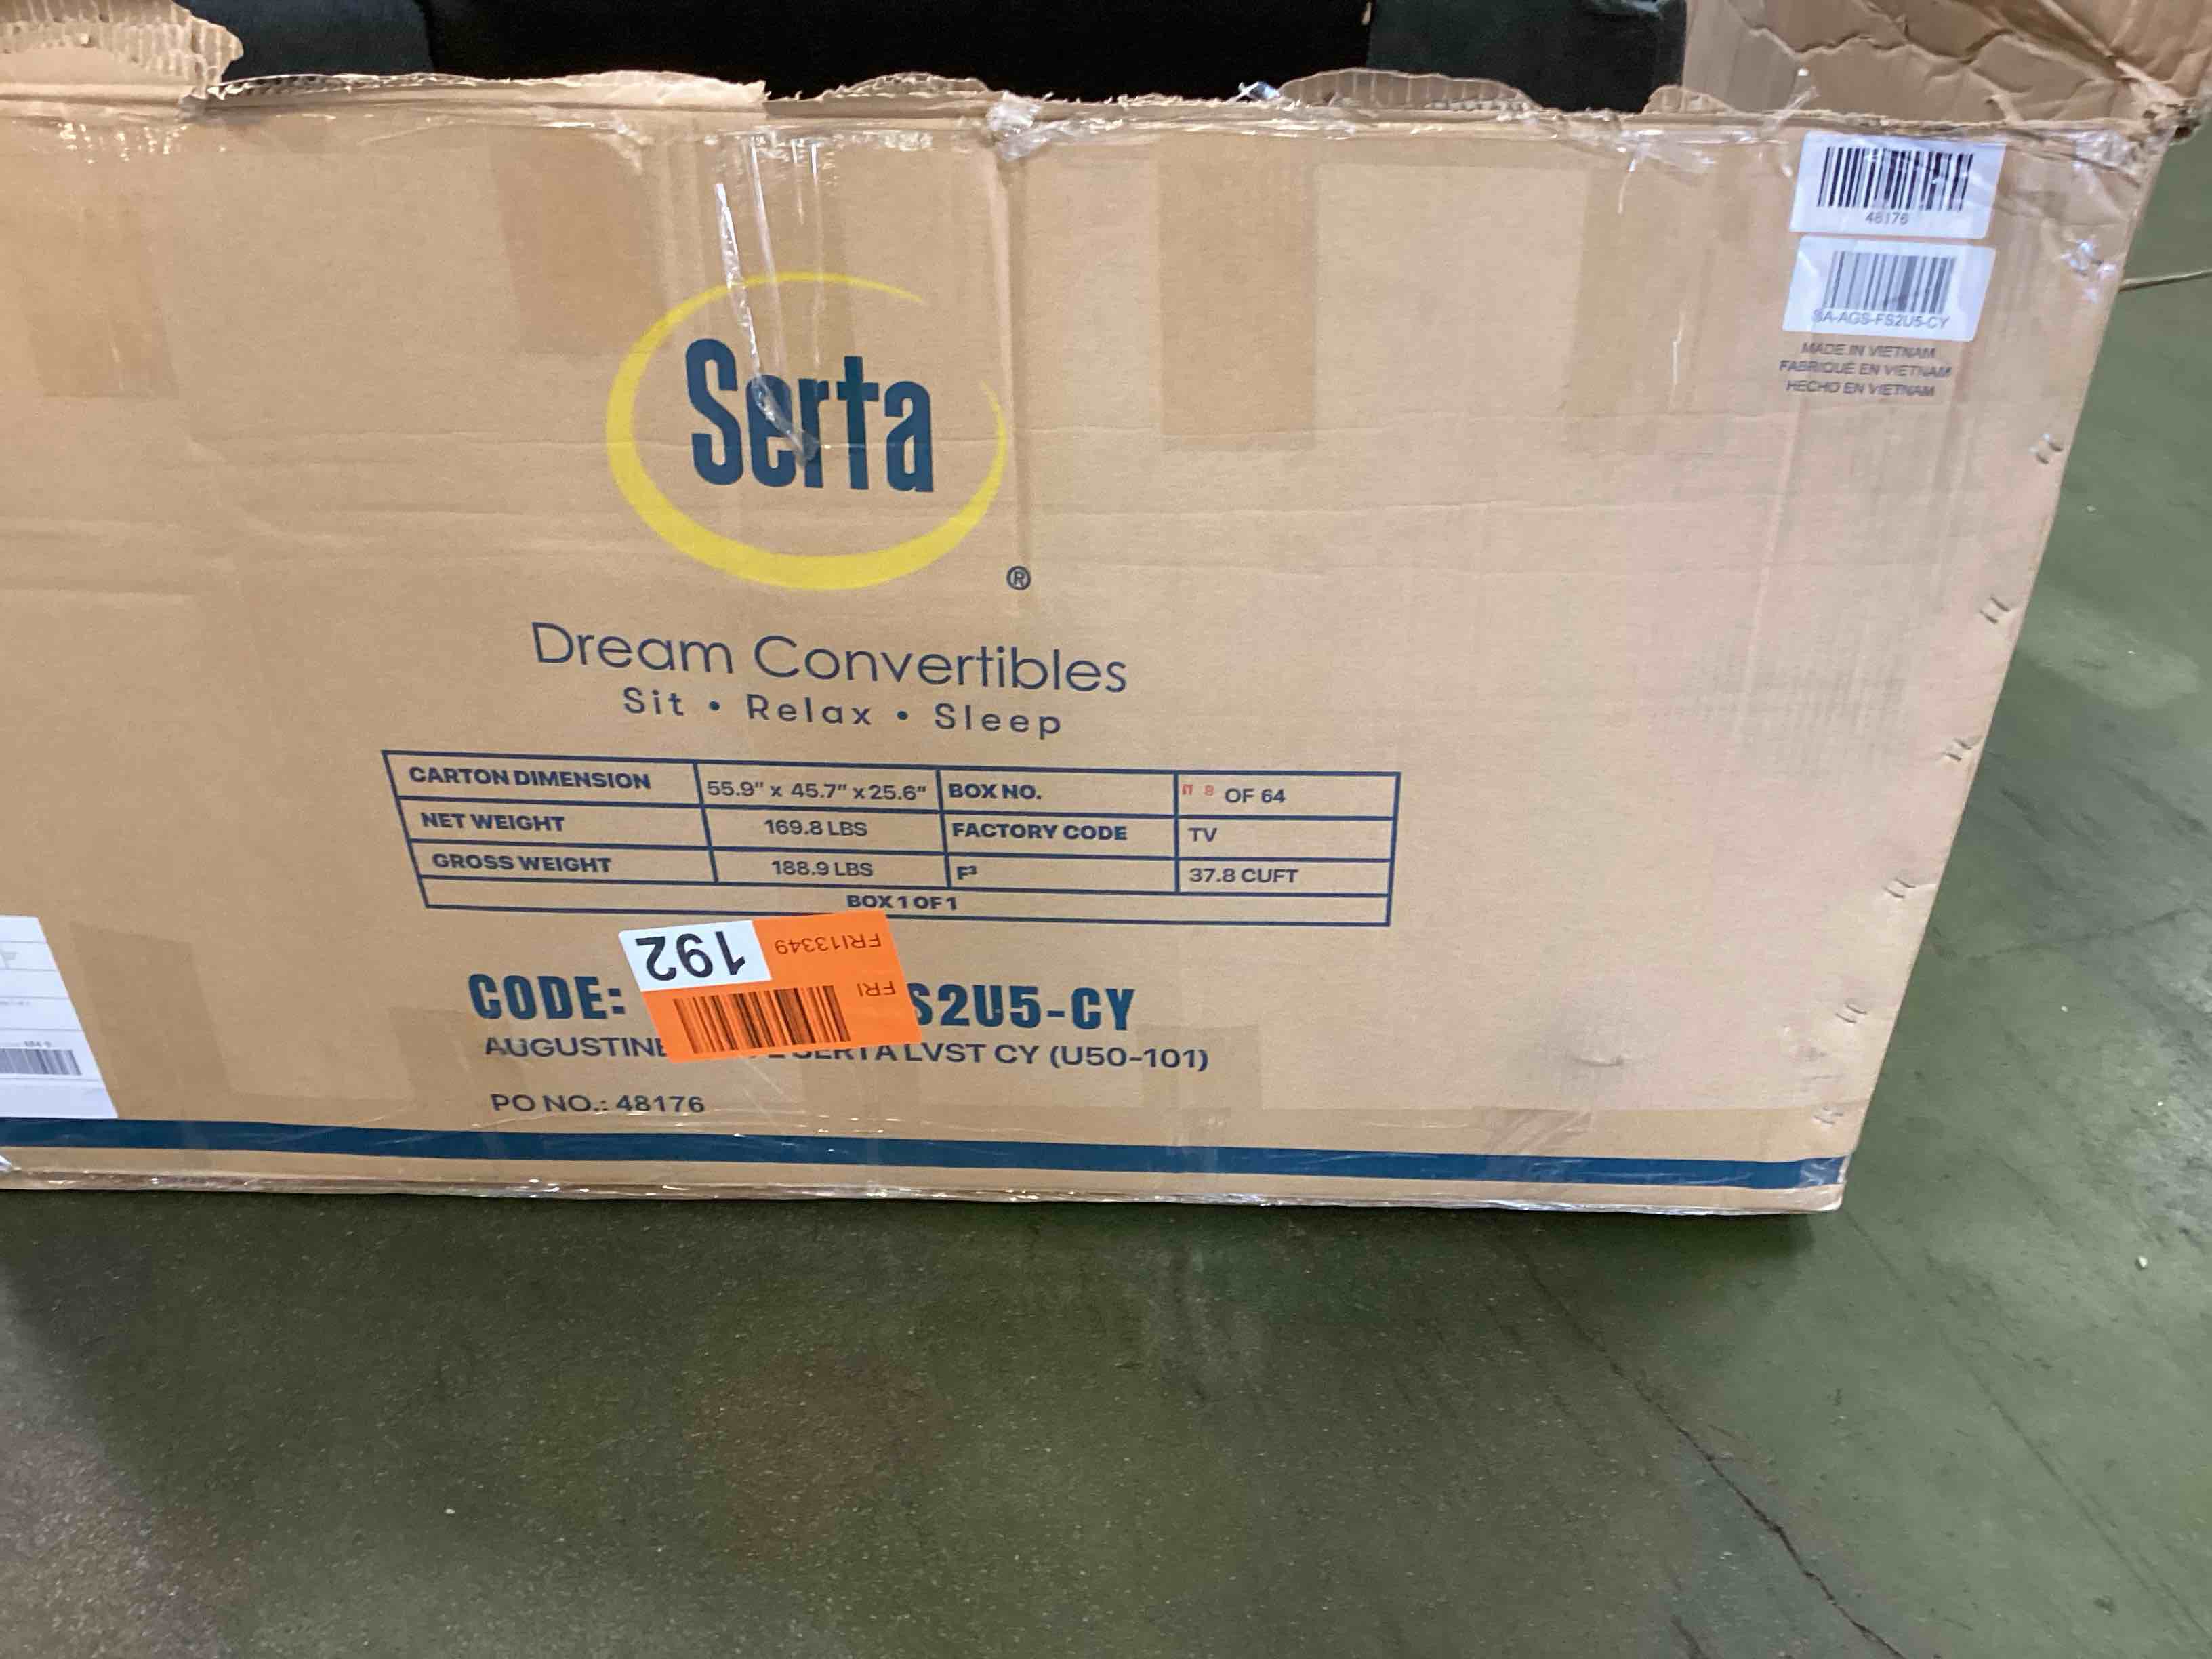 48176
SA-AGS-FS2U5-CY
MADE IN VIETNAM
FABRIQUÉ EN VIETNAM
HECHO EN VIETNAM
Serta
®
Dream Convertibles
Sit • Relax • Sleep
CARTON DIMENSION 55.9" x 45.7" x 25.6" BOX NO. 8 OF 64
NET WEIGHT 169.8 LBS FACTORY CODE TV
GROSS WEIGHT 188.9 LBS F³ 37.8 CUFT
BOX 1 OF 1
192 FRI13349
FRI
CODE: S2U5-CY
AUGUSTINE SERTA LVST CY (U50-101)
PO NO.: 48176